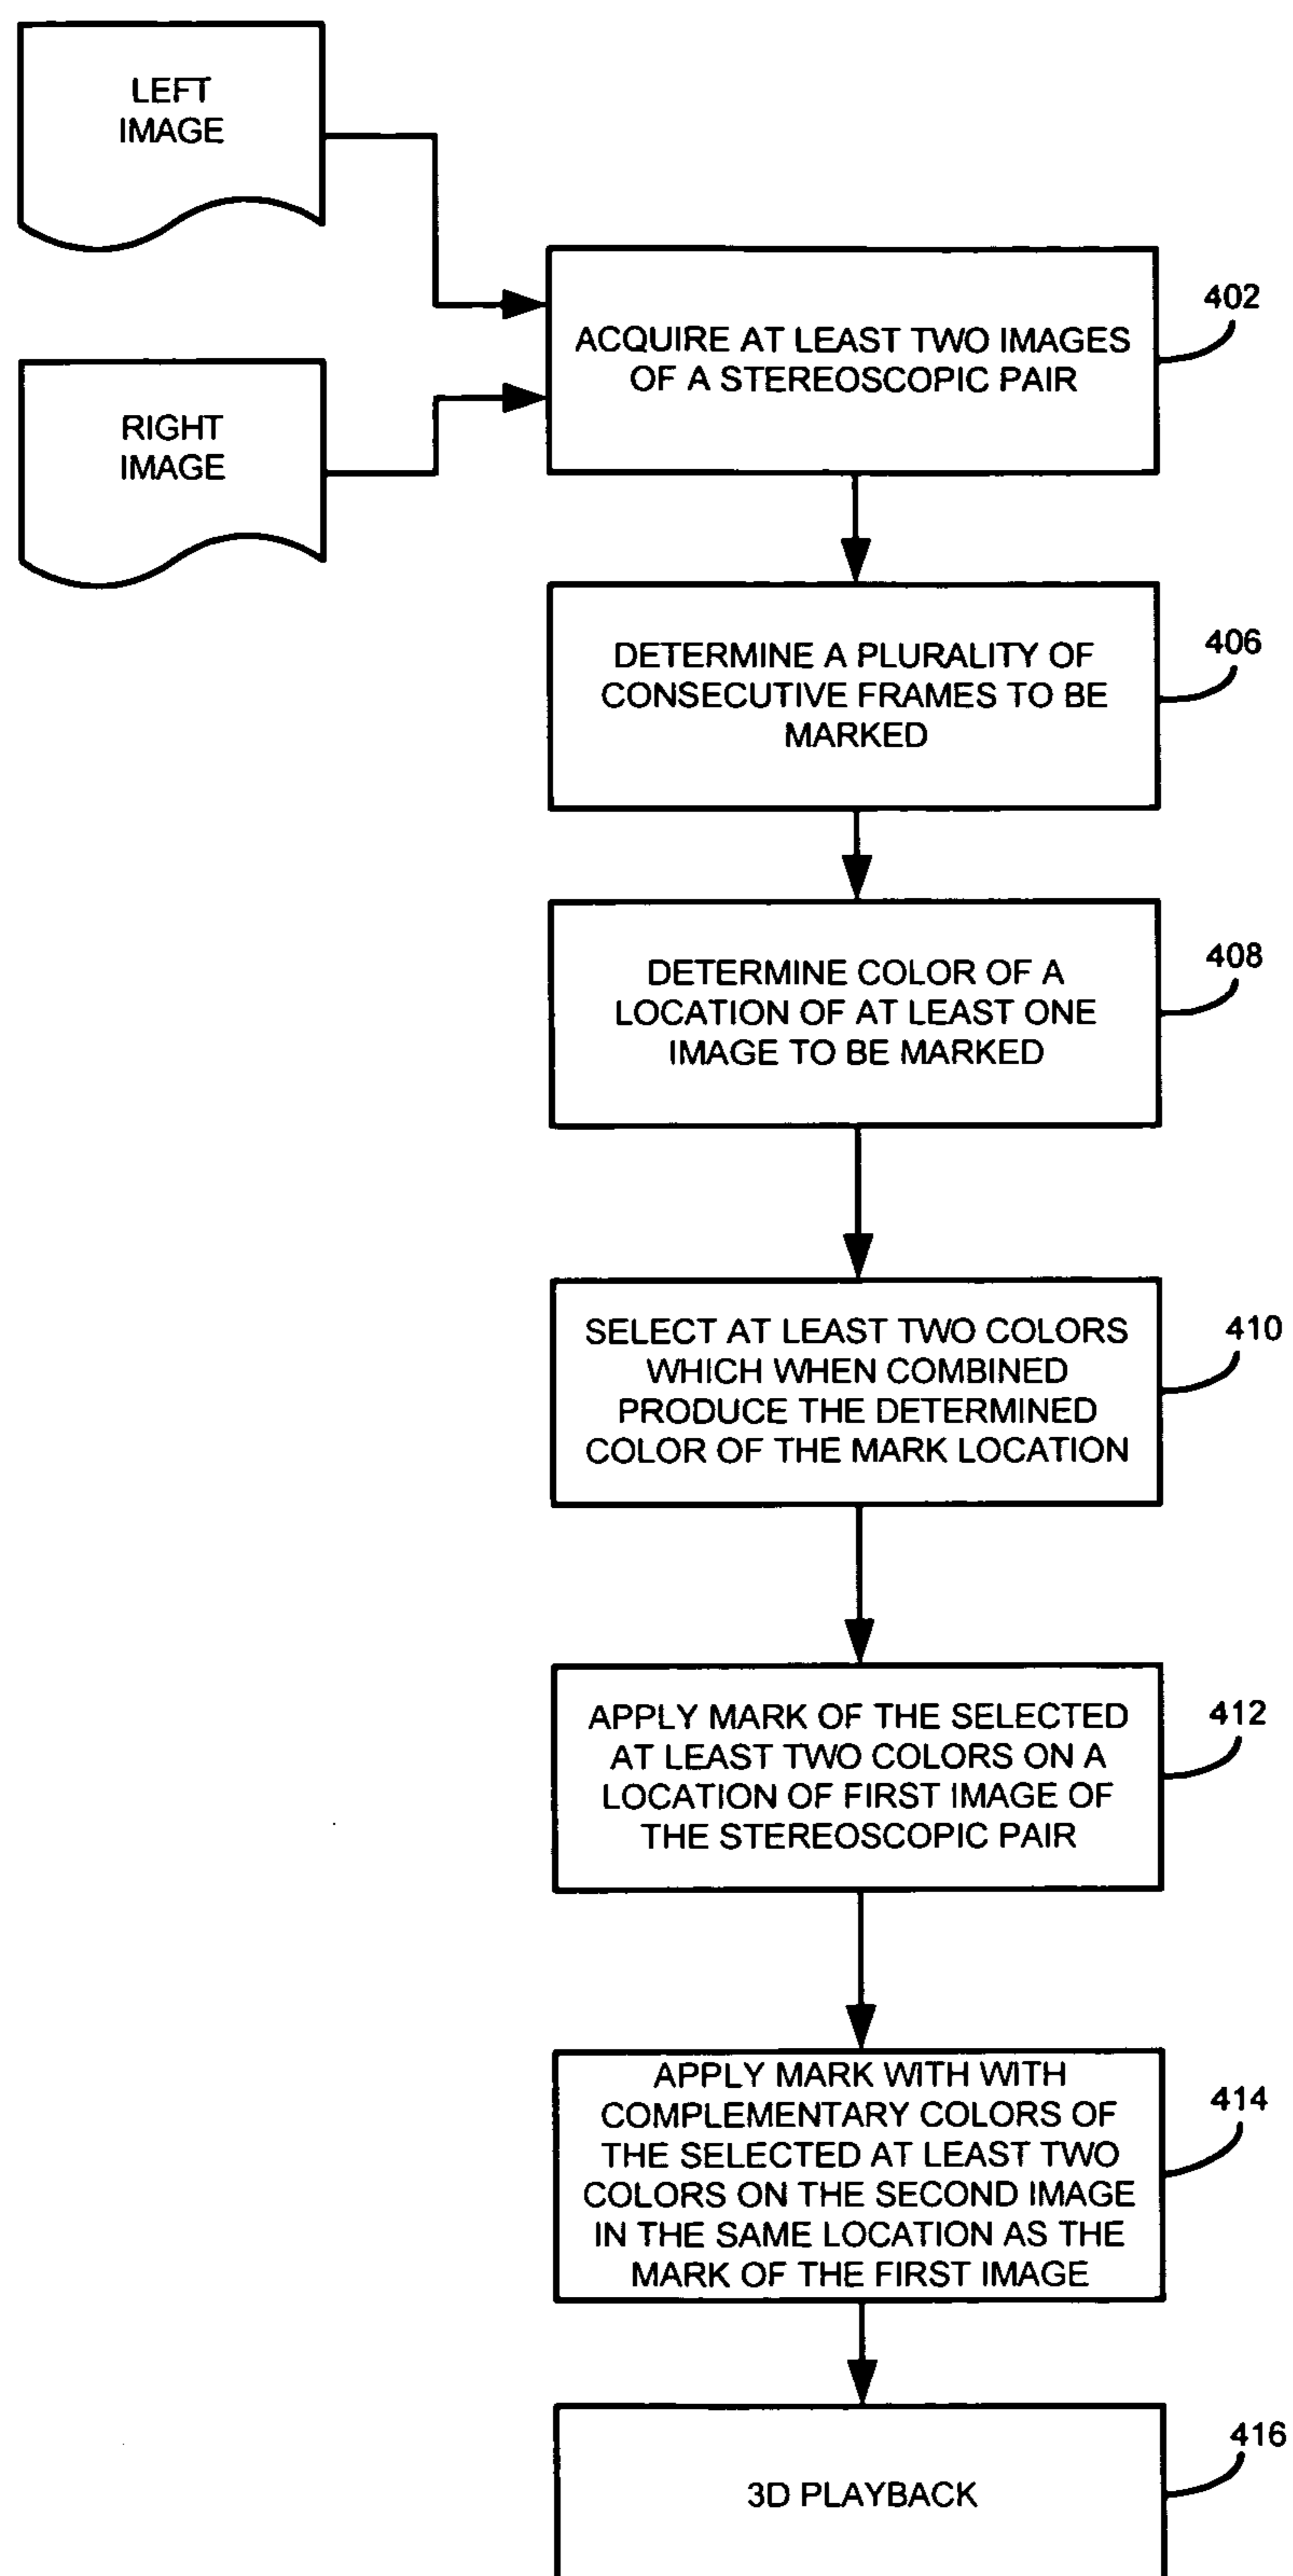 LEFT
IMAGE
402
ACQUIRE AT LEAST TWO IMAGES
OF A STEREOSCOPIC PAIR
RIGHT
IMAGE
406
DETERMINE A PLURALITY OF
CONSECUTIVE FRAMES TO BE
MARKED
408
DETERMINE COLOR OF A
LOCATION OF AT LEAST ONE
IMAGE TO BE MARKED
410
SELECT AT LEAST TWO COLORS
WHICH WHEN COMBINED
PRODUCE THE DETERMINED
COLOR OF THE MARK LOCATION
412
APPLY MARK OF THE SELECTED
AT LEAST TWO COLORS ON A
LOCATION OF FIRST IMAGE OF
THE STEREOSCOPIC PAIR
414
APPLY MARK WITH WITH
COMPLEMENTARY COLORS OF
THE SELECTED AT LEAST TWO
COLORS ON THE SECOND IMAGE
IN THE SAME LOCATION AS THE
MARK OF THE FIRST IMAGE
416
3D PLAYBACK